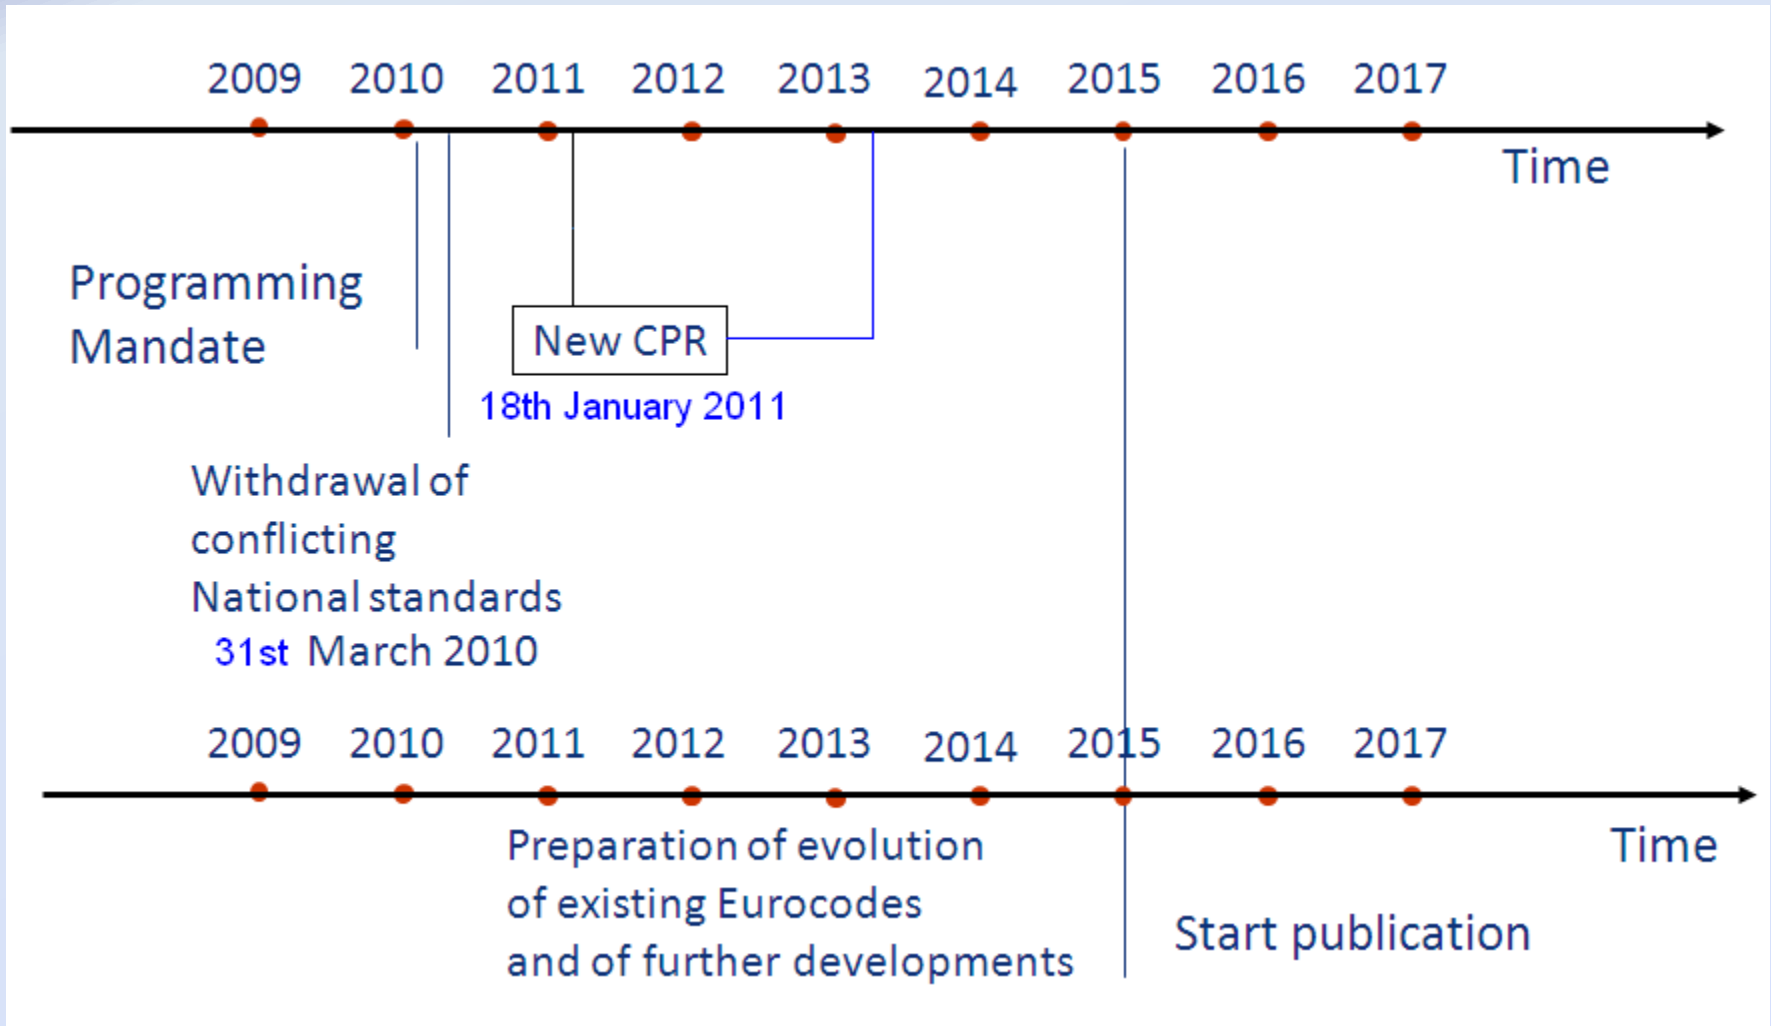 2009 2010 2011 2012 2013 2014 2015 2016 2017
Time
Programming
Mandate
New CPR
18th January 2011
Withdrawal of
conflicting
National standards
31st March 2010
2009 2010 2011 2012 2013 2014 2015 2016 2017
Time
Preparation of evolution
of existing Eurocodes
and of further developments
Start publication